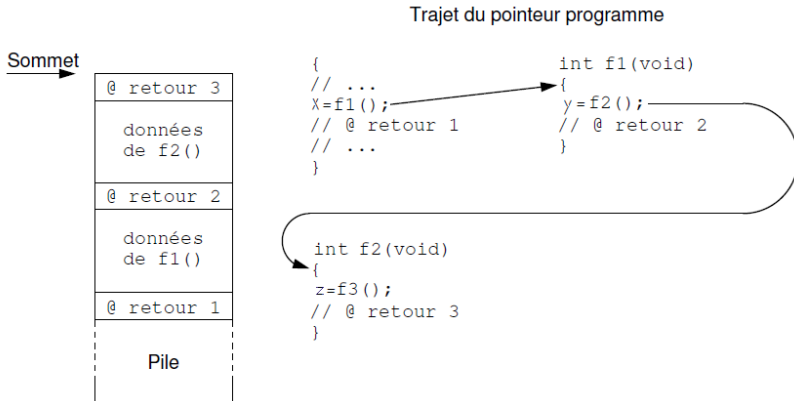 Trajet du pointeur programme
Sommet
@ retour 3
données
de f2()
@ retour 2
données
de f1()
@ retour 1
Pile
{
// ...
X=f1();
// @ retour 1
// ...
}
int f1(void)
{
y=f2();
// @ retour 2
}
int f2(void)
{
z=f3();
// @ retour 3
}